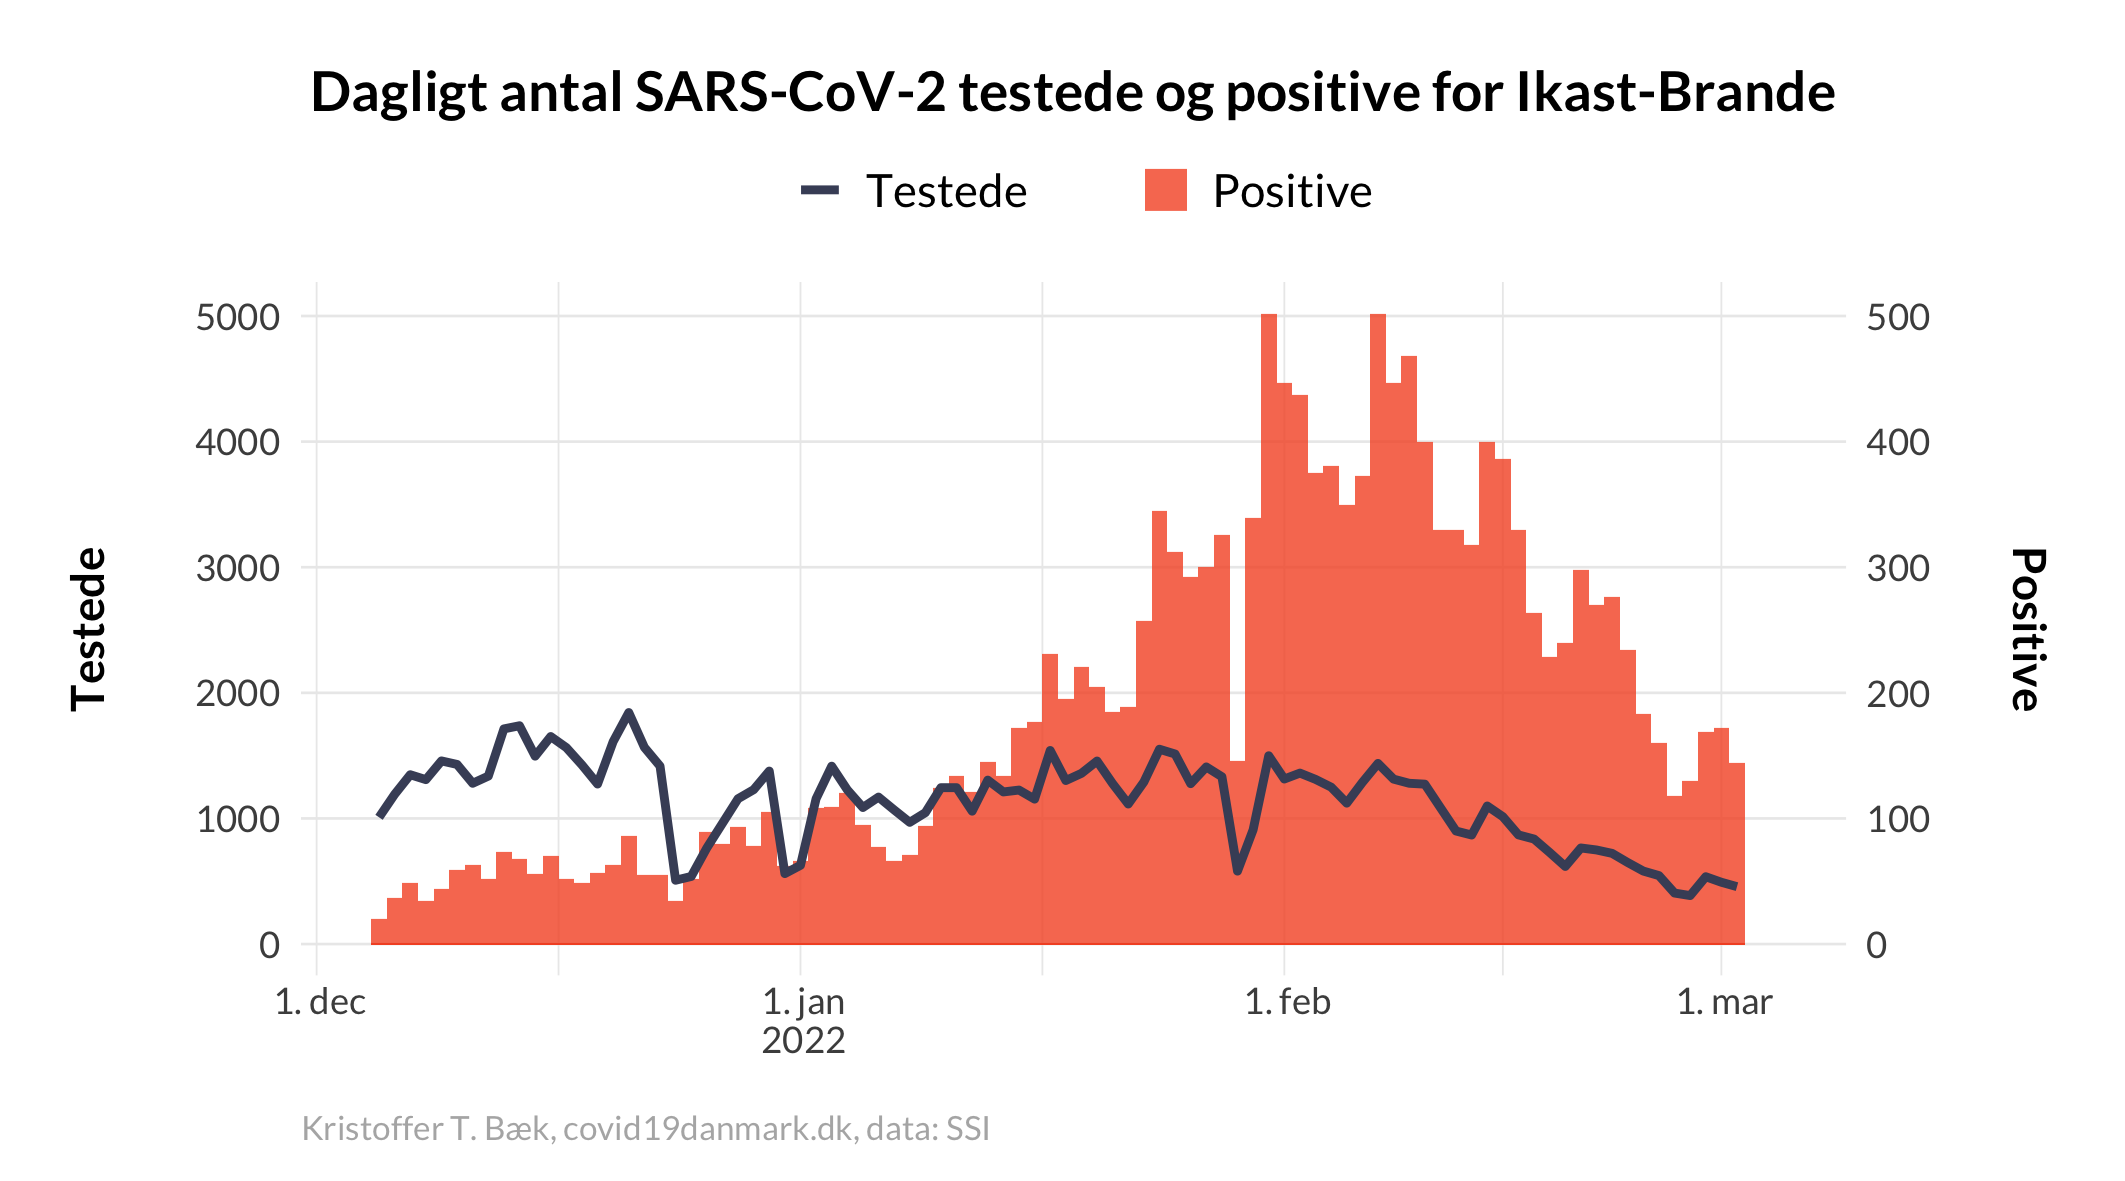 Dagligt antal SARS-CoV-2 testede og positive for Ikast-Brande
Testede
Positive
5000
4000
3000
2000
1000
0
500
400
300
200
100
0
Testede
Positive
1. dec
1. jan
2022
1. feb
1. mar
Kristoffer T. Bæk, covid19danmark.dk, data: SSI